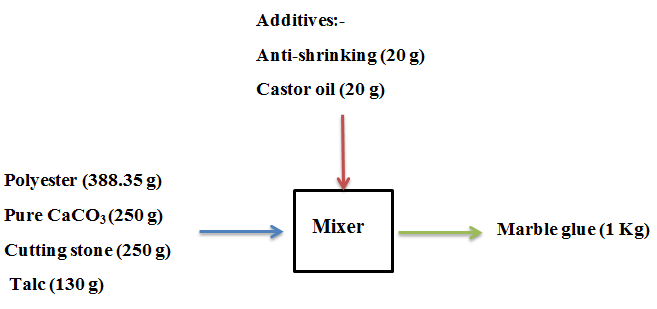 Additives:-
Anti-shrinking (20 g)
Castor oil (20 g)
Polyester (388.35 g)
Pure CaCO₃ (250 g)
Cutting stone (250 g)
Talc (130 g)
Mixer
Marble glue (1 Kg)